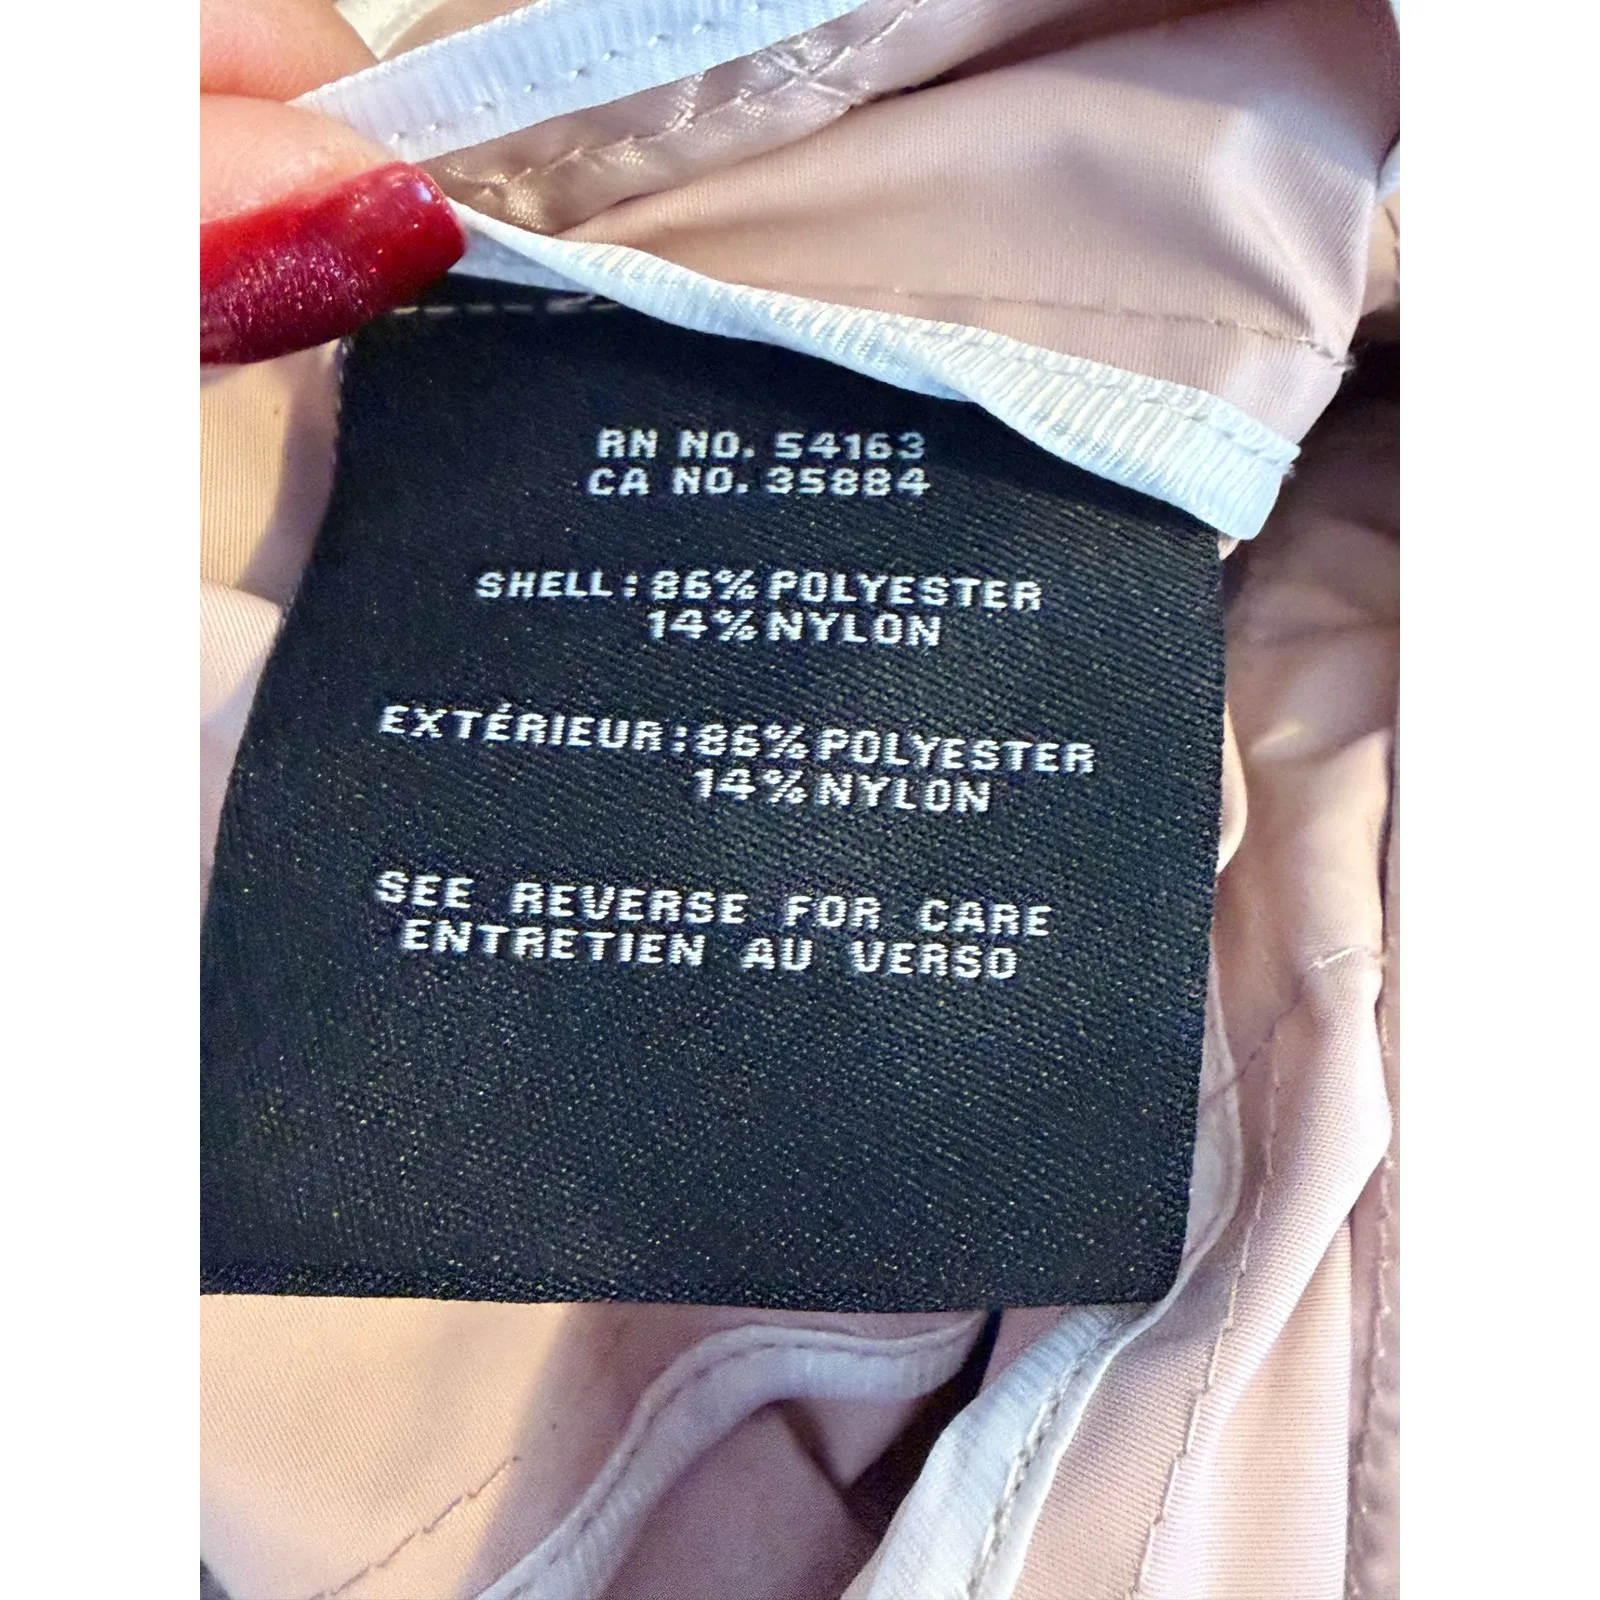 RN NO. 54163
CA NO. 35884
SHELL: 86% POLYESTER
14% NYLON
EXTÉRIEUR: 86% POLYESTER
14% NYLON
SEE REVERSE FOR CARE
ENTRETIEN AU VERSO